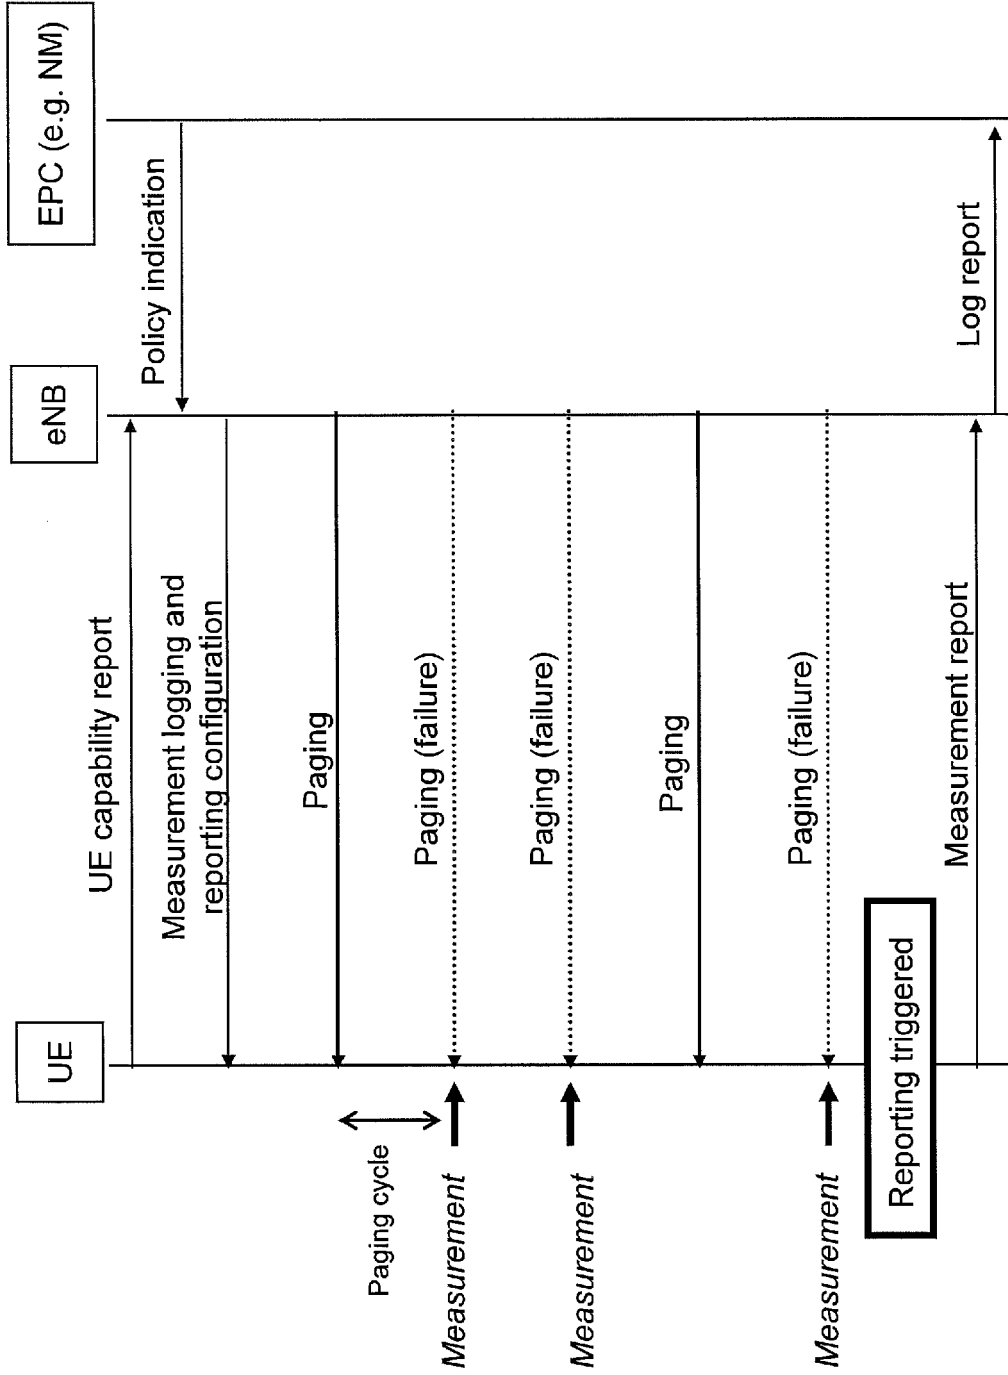 UE
eNB
EPC (e.g. NM)
UE capability report
Policy indication
Measurement logging and
reporting configuration
Paging
Paging cycle
Paging (failure)
Measurement
Paging (failure)
Measurement
Paging
Paging (failure)
Measurement
Reporting triggered
Measurement report
Log report